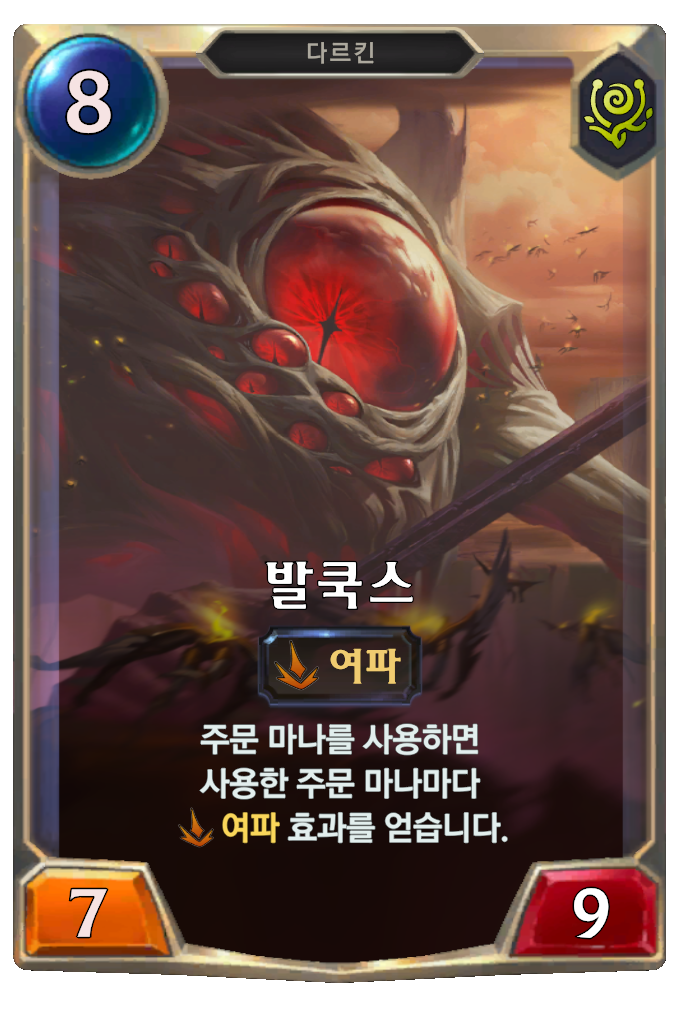 8
다르킨
발쿡스
여파
주문 마나를 사용하면
사용한 주문 마나마다
여파 효과를 얻습니다.
7
9